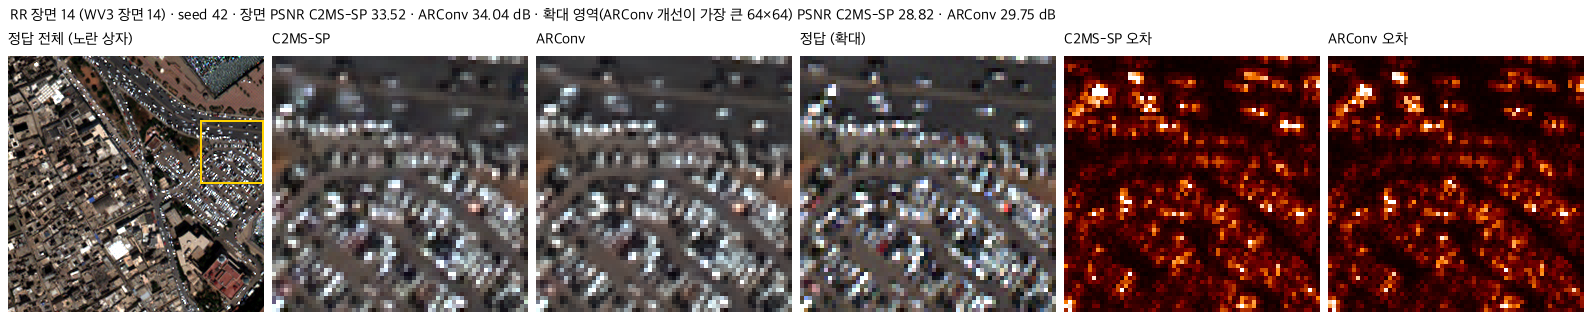 RR 장면 14 (WV3 장면 14) · seed 42 · 장면 PSNR C2MS-SP 33.52 · ARConv 34.04 dB · 확대 영역(ARConv 개선이 가장 큰 64×64) PSNR C2MS-SP 28.82 · ARConv 29.75 dB
정답 전체 (노란 상자)
C2MS-SP
ARConv
정답 (확대)
C2MS-SP 오차
ARConv 오차